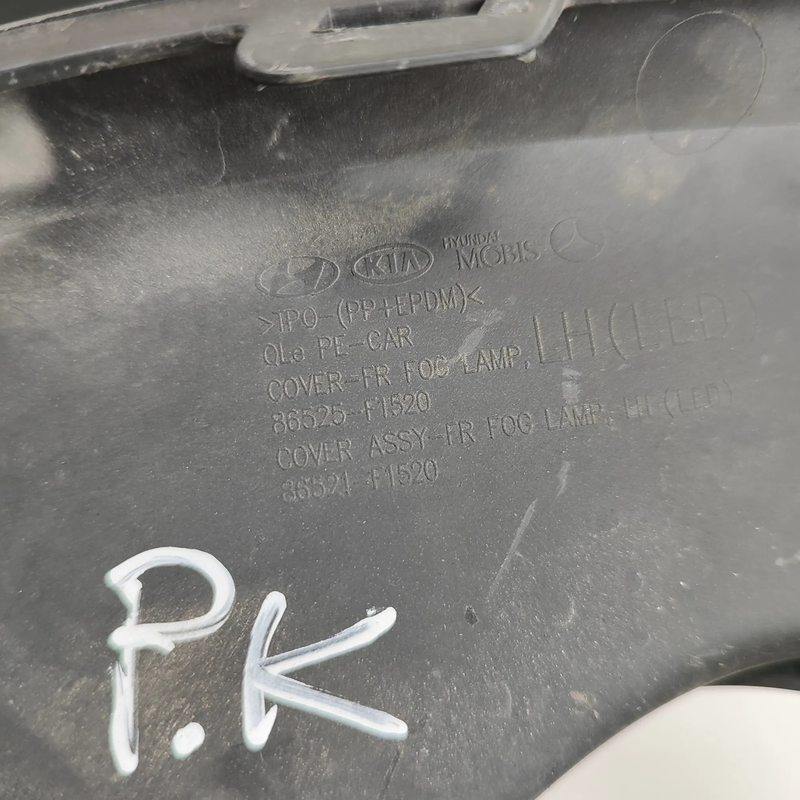 KIA
HYUNDAI
MOBIS
>TPO-(PP+EPDM)<
QLe PE-CAR
COVER-FR FOG LAMP, LH(LED)
86525-F1520
COVER ASSY-FR FOG LAMP, LH (LED)
86521-F1520
P.K